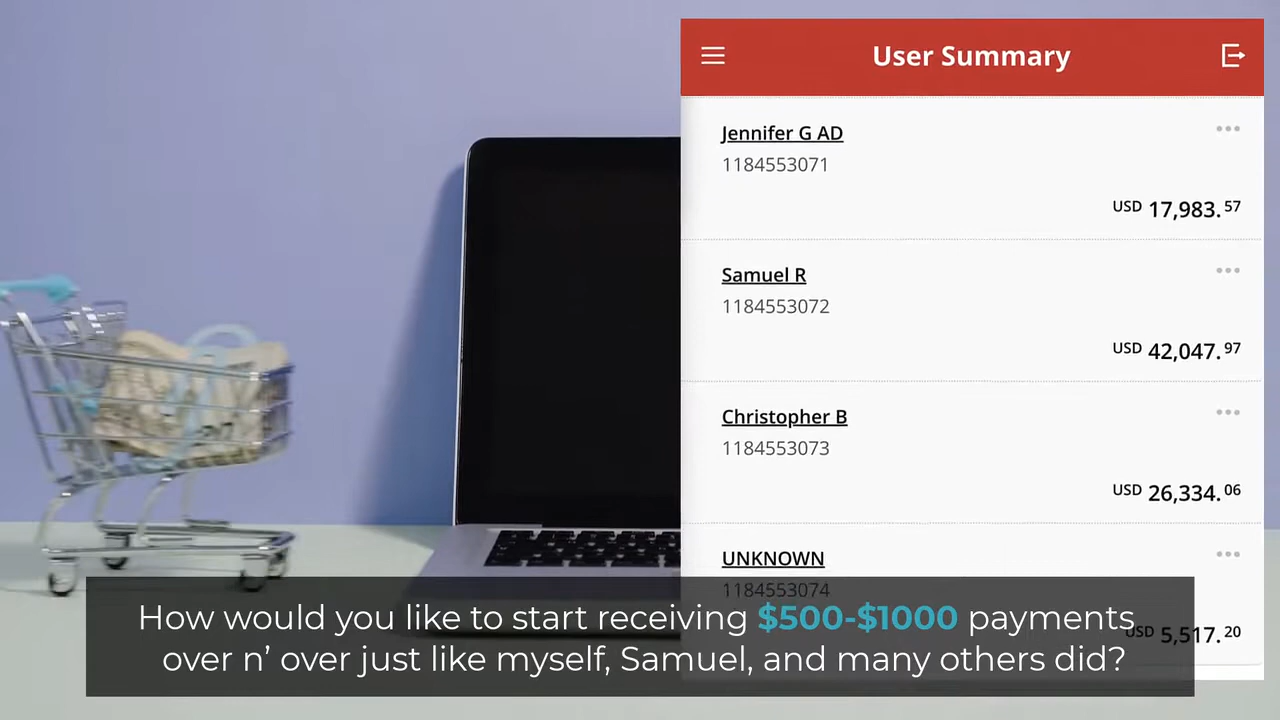 User Summary
Jennifer G AD
1184553071
USD 17,983.57
Samuel R
1184553072
USD 42,047.97
Christopher B
1184553073
USD 26,334.06
UNKNOWN
1184553074
USD 5,517.20
How would you like to start receiving $500-$1000 payments
over n’ over just like myself, Samuel, and many others did?